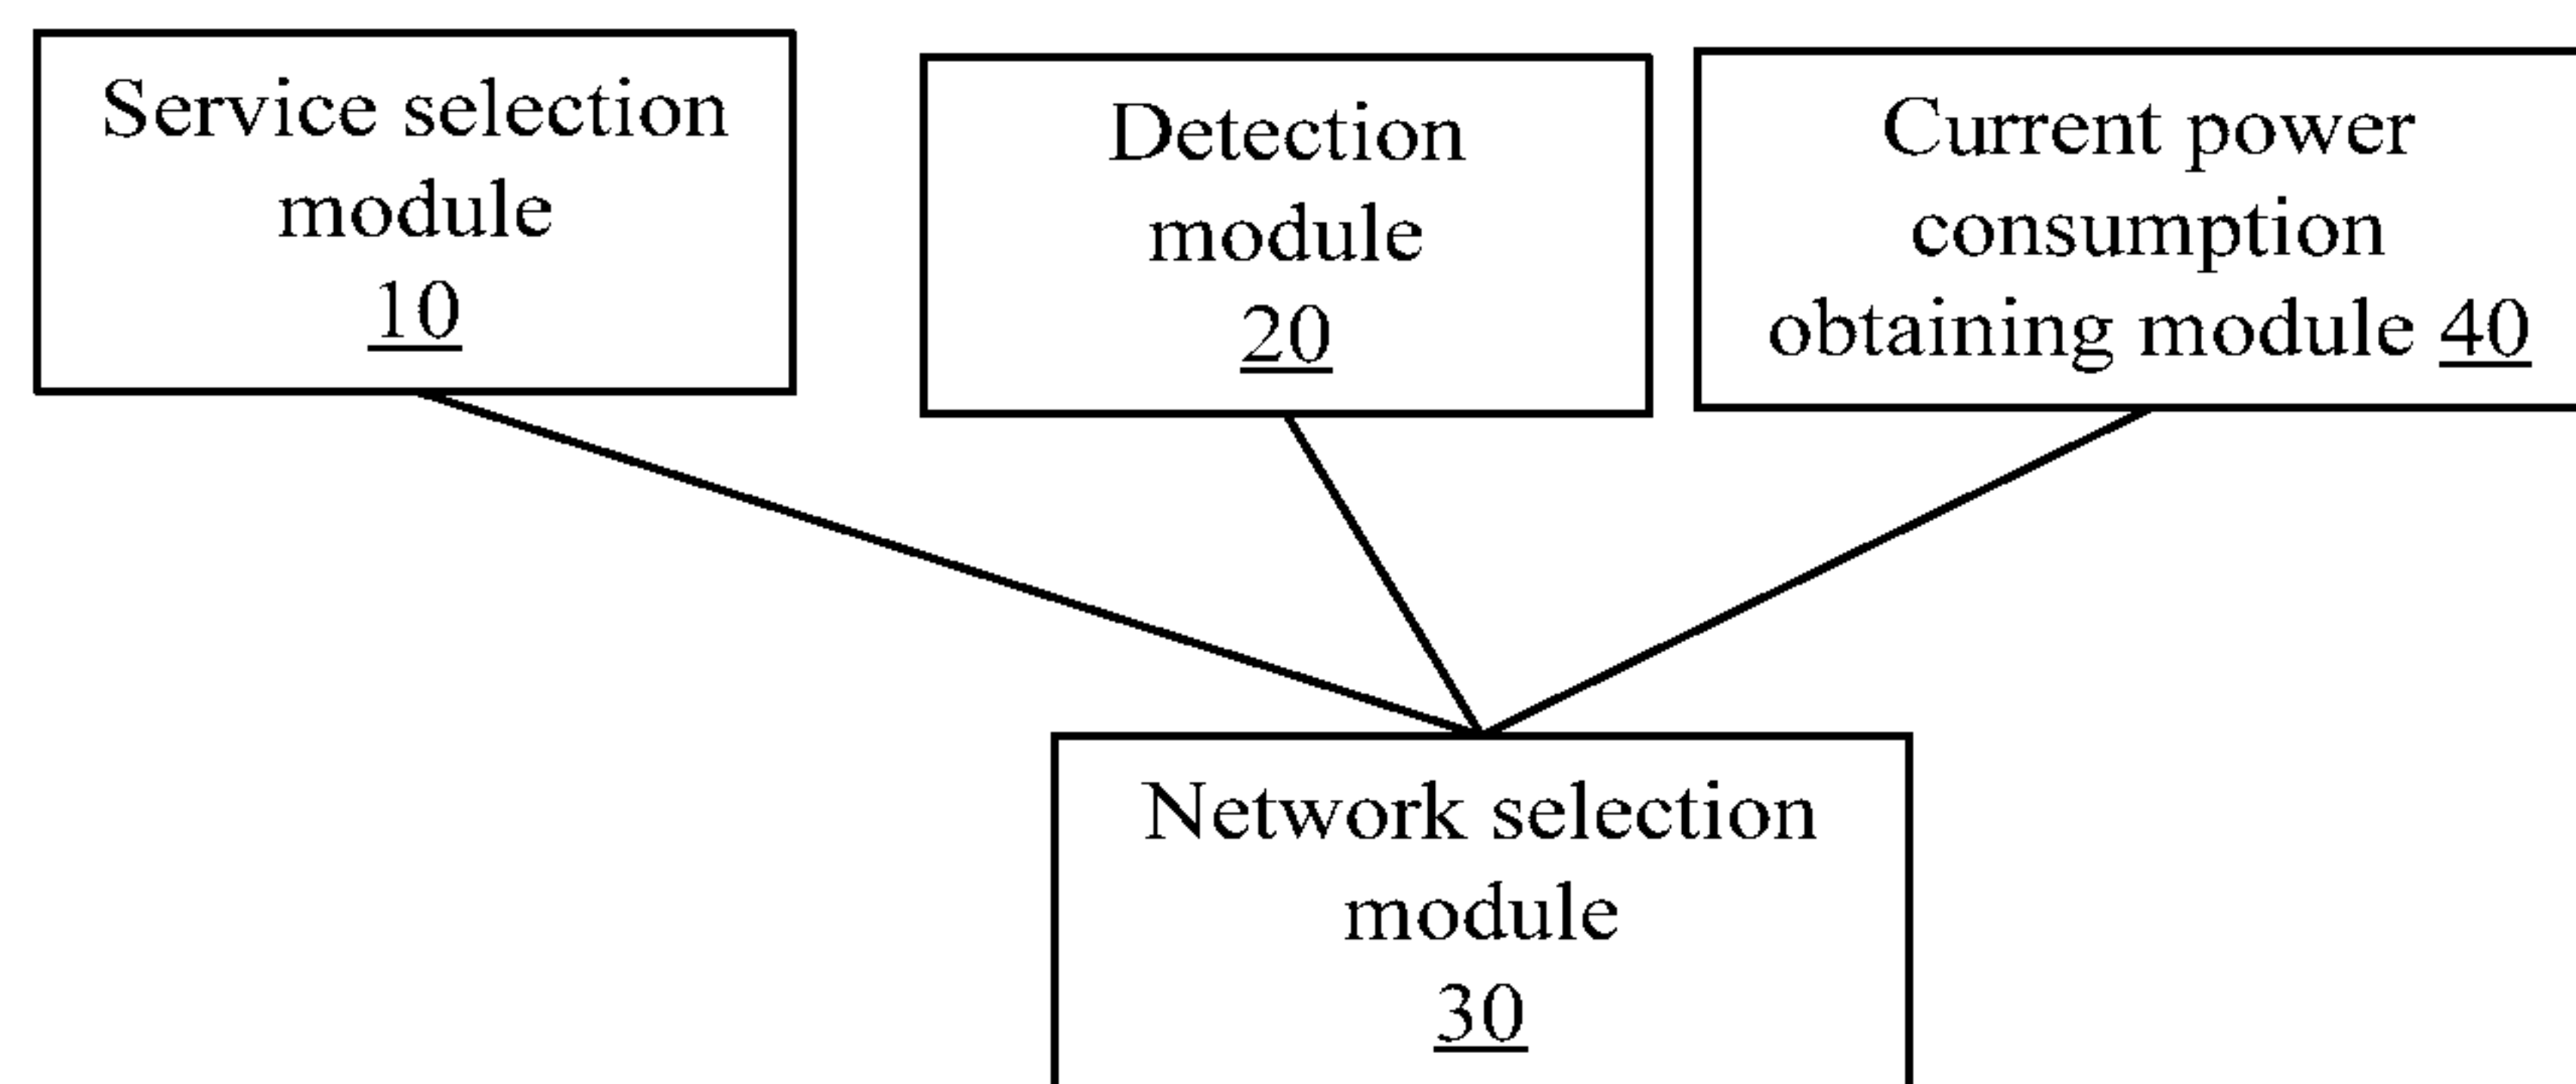 Service selection
module
10
Detection
module
20
Current power
consumption
obtaining module 40
Network selection
module
30